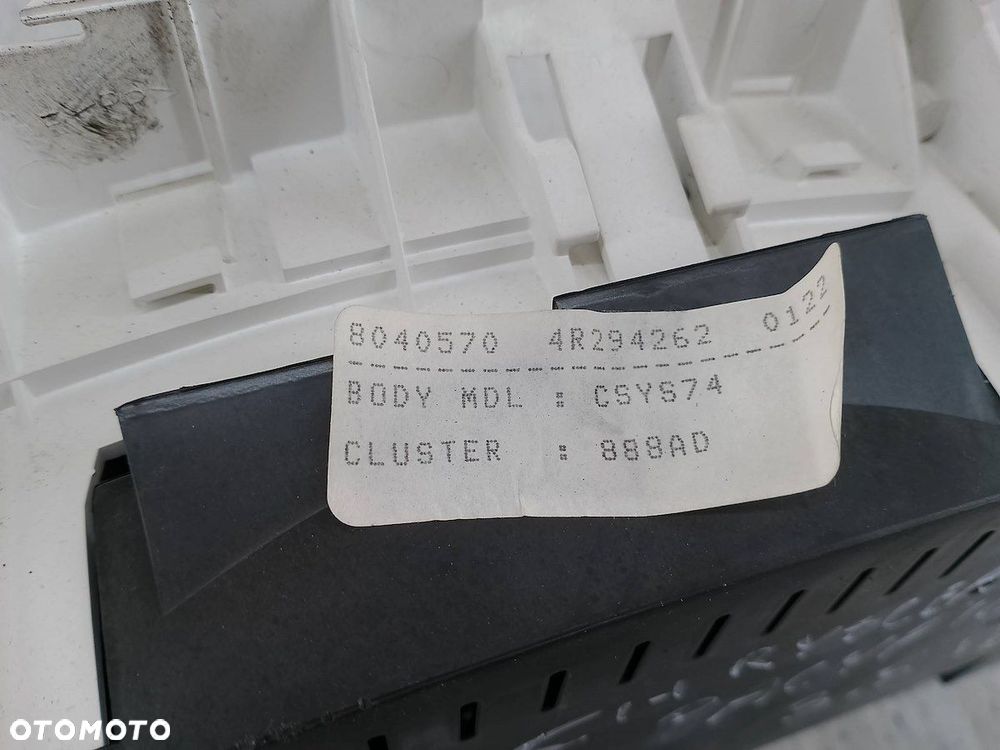 8040570 4R294262 0122
BODY MDL : CSYS74
CLUSTER : 888AD
OTOMOTO